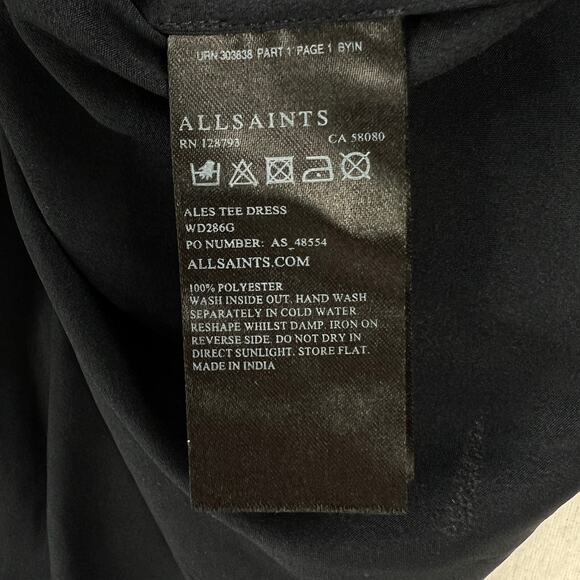 URN 303838 PART 1 PAGE 1 BYIN
ALLSAINTS
RN 128793 CA 58080
ALES TEE DRESS
WD286G
PO NUMBER: AS_48554
ALLSAINTS.COM
100% POLYESTER
WASH INSIDE OUT. HAND WASH
SEPARATELY IN COLD WATER.
RESHAPE WHILST DAMP. IRON ON
REVERSE SIDE. DO NOT DRY IN
DIRECT SUNLIGHT. STORE FLAT.
MADE IN INDIA